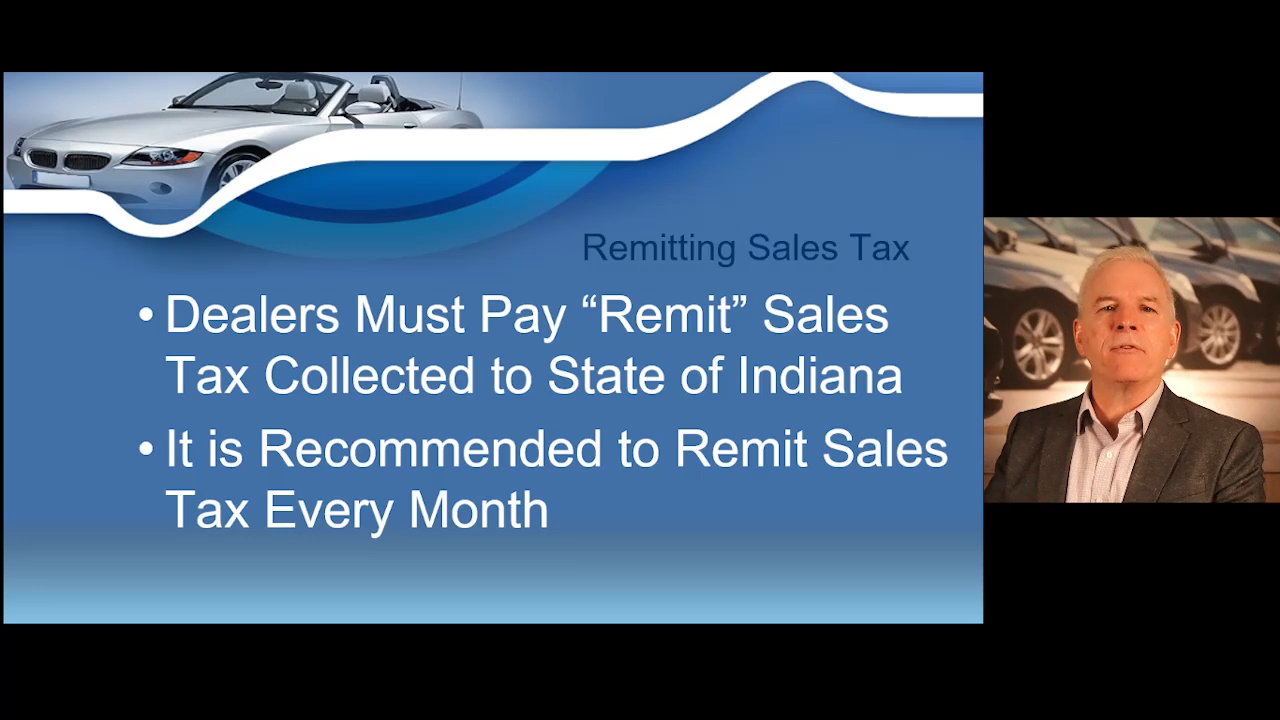 Remitting Sales Tax
• Dealers Must Pay “Remit” Sales
Tax Collected to State of Indiana
• It is Recommended to Remit Sales
Tax Every Month